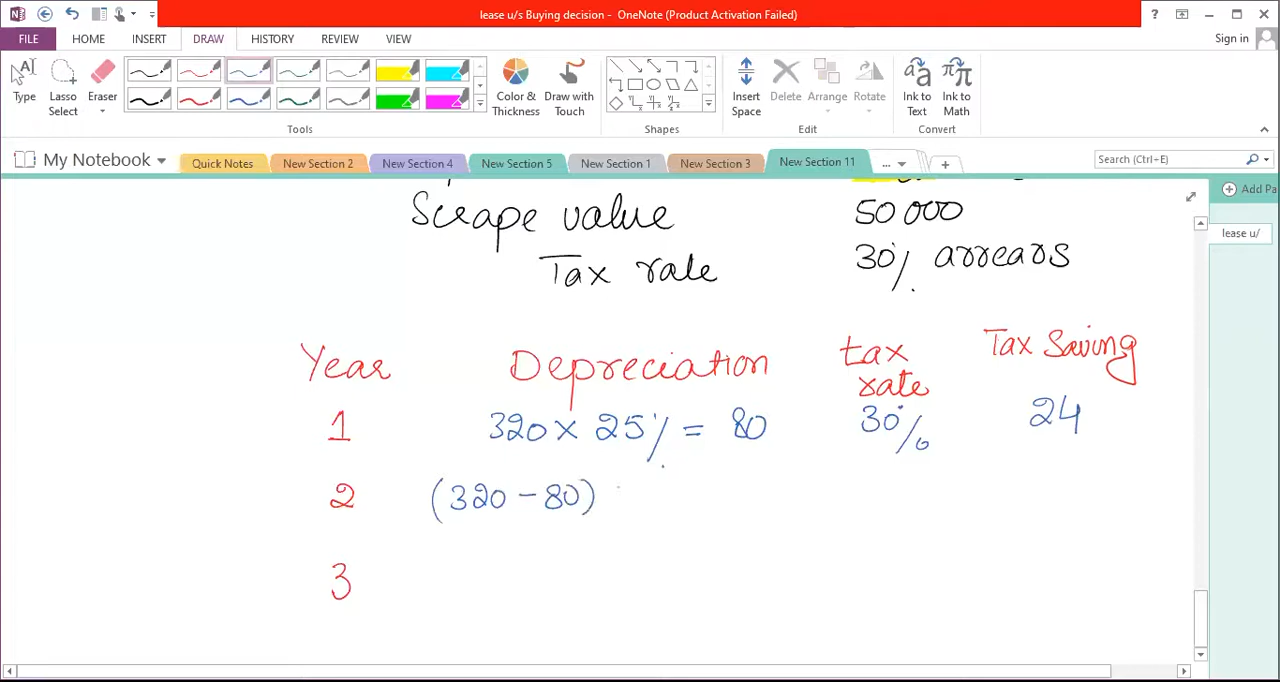 lease u/s Buying decision - OneNote (Product Activation Failed)
FILE HOME INSERT DRAW HISTORY REVIEW VIEW
Sign in
Type
Lasso Select
Eraser
Color & Thickness
Draw with Touch
Insert Space
Delete
Arrange
Rotate
Ink to Text
Ink to Math
Tools
Shapes
Edit
Convert
My Notebook
Quick Notes
New Section 2
New Section 4
New Section 5
New Section 1
New Section 3
New Section 11
Search (Ctrl+E)
Add Pa
lease u/
Scrape value 50000
Tax rate 30% arrears
Year Depreciation tax rate Tax Saving
1 320 × 25% = 80 30% 24
2 (320 - 80)
3